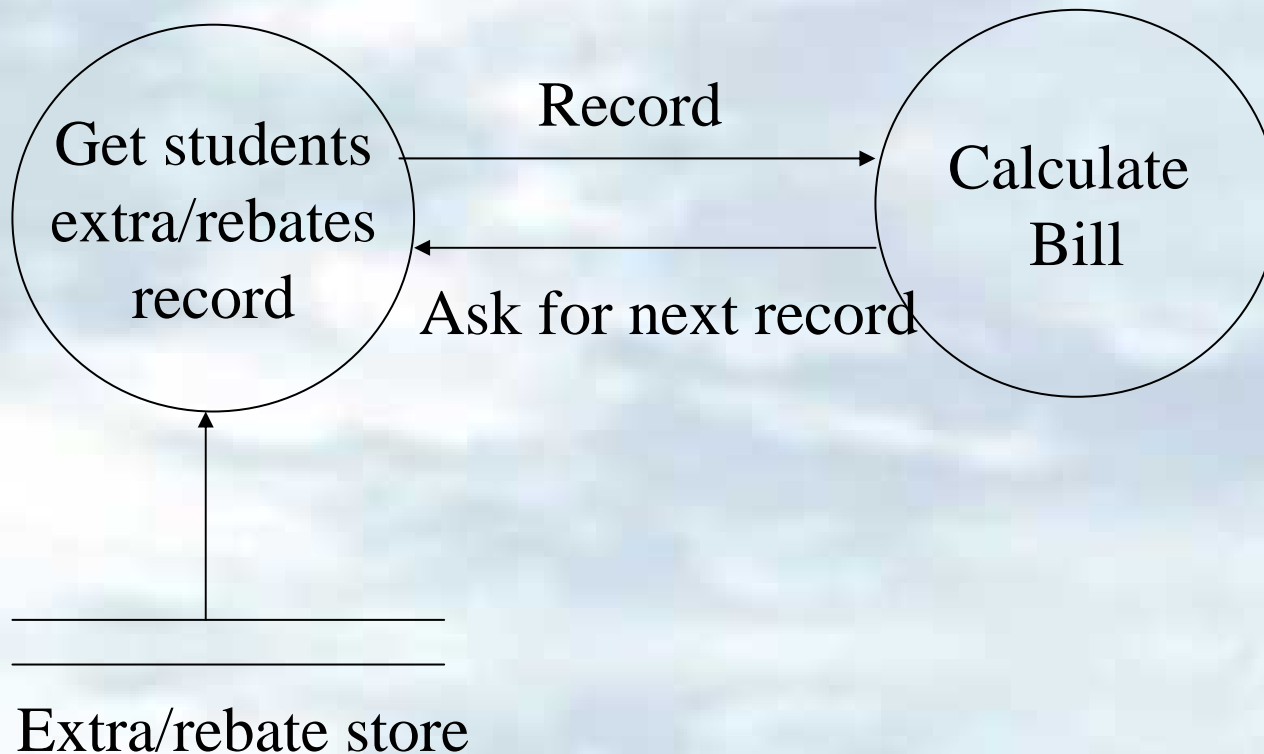 Get students
extra/rebates
record
Record
Ask for next record
Calculate
Bill
Extra/rebate store